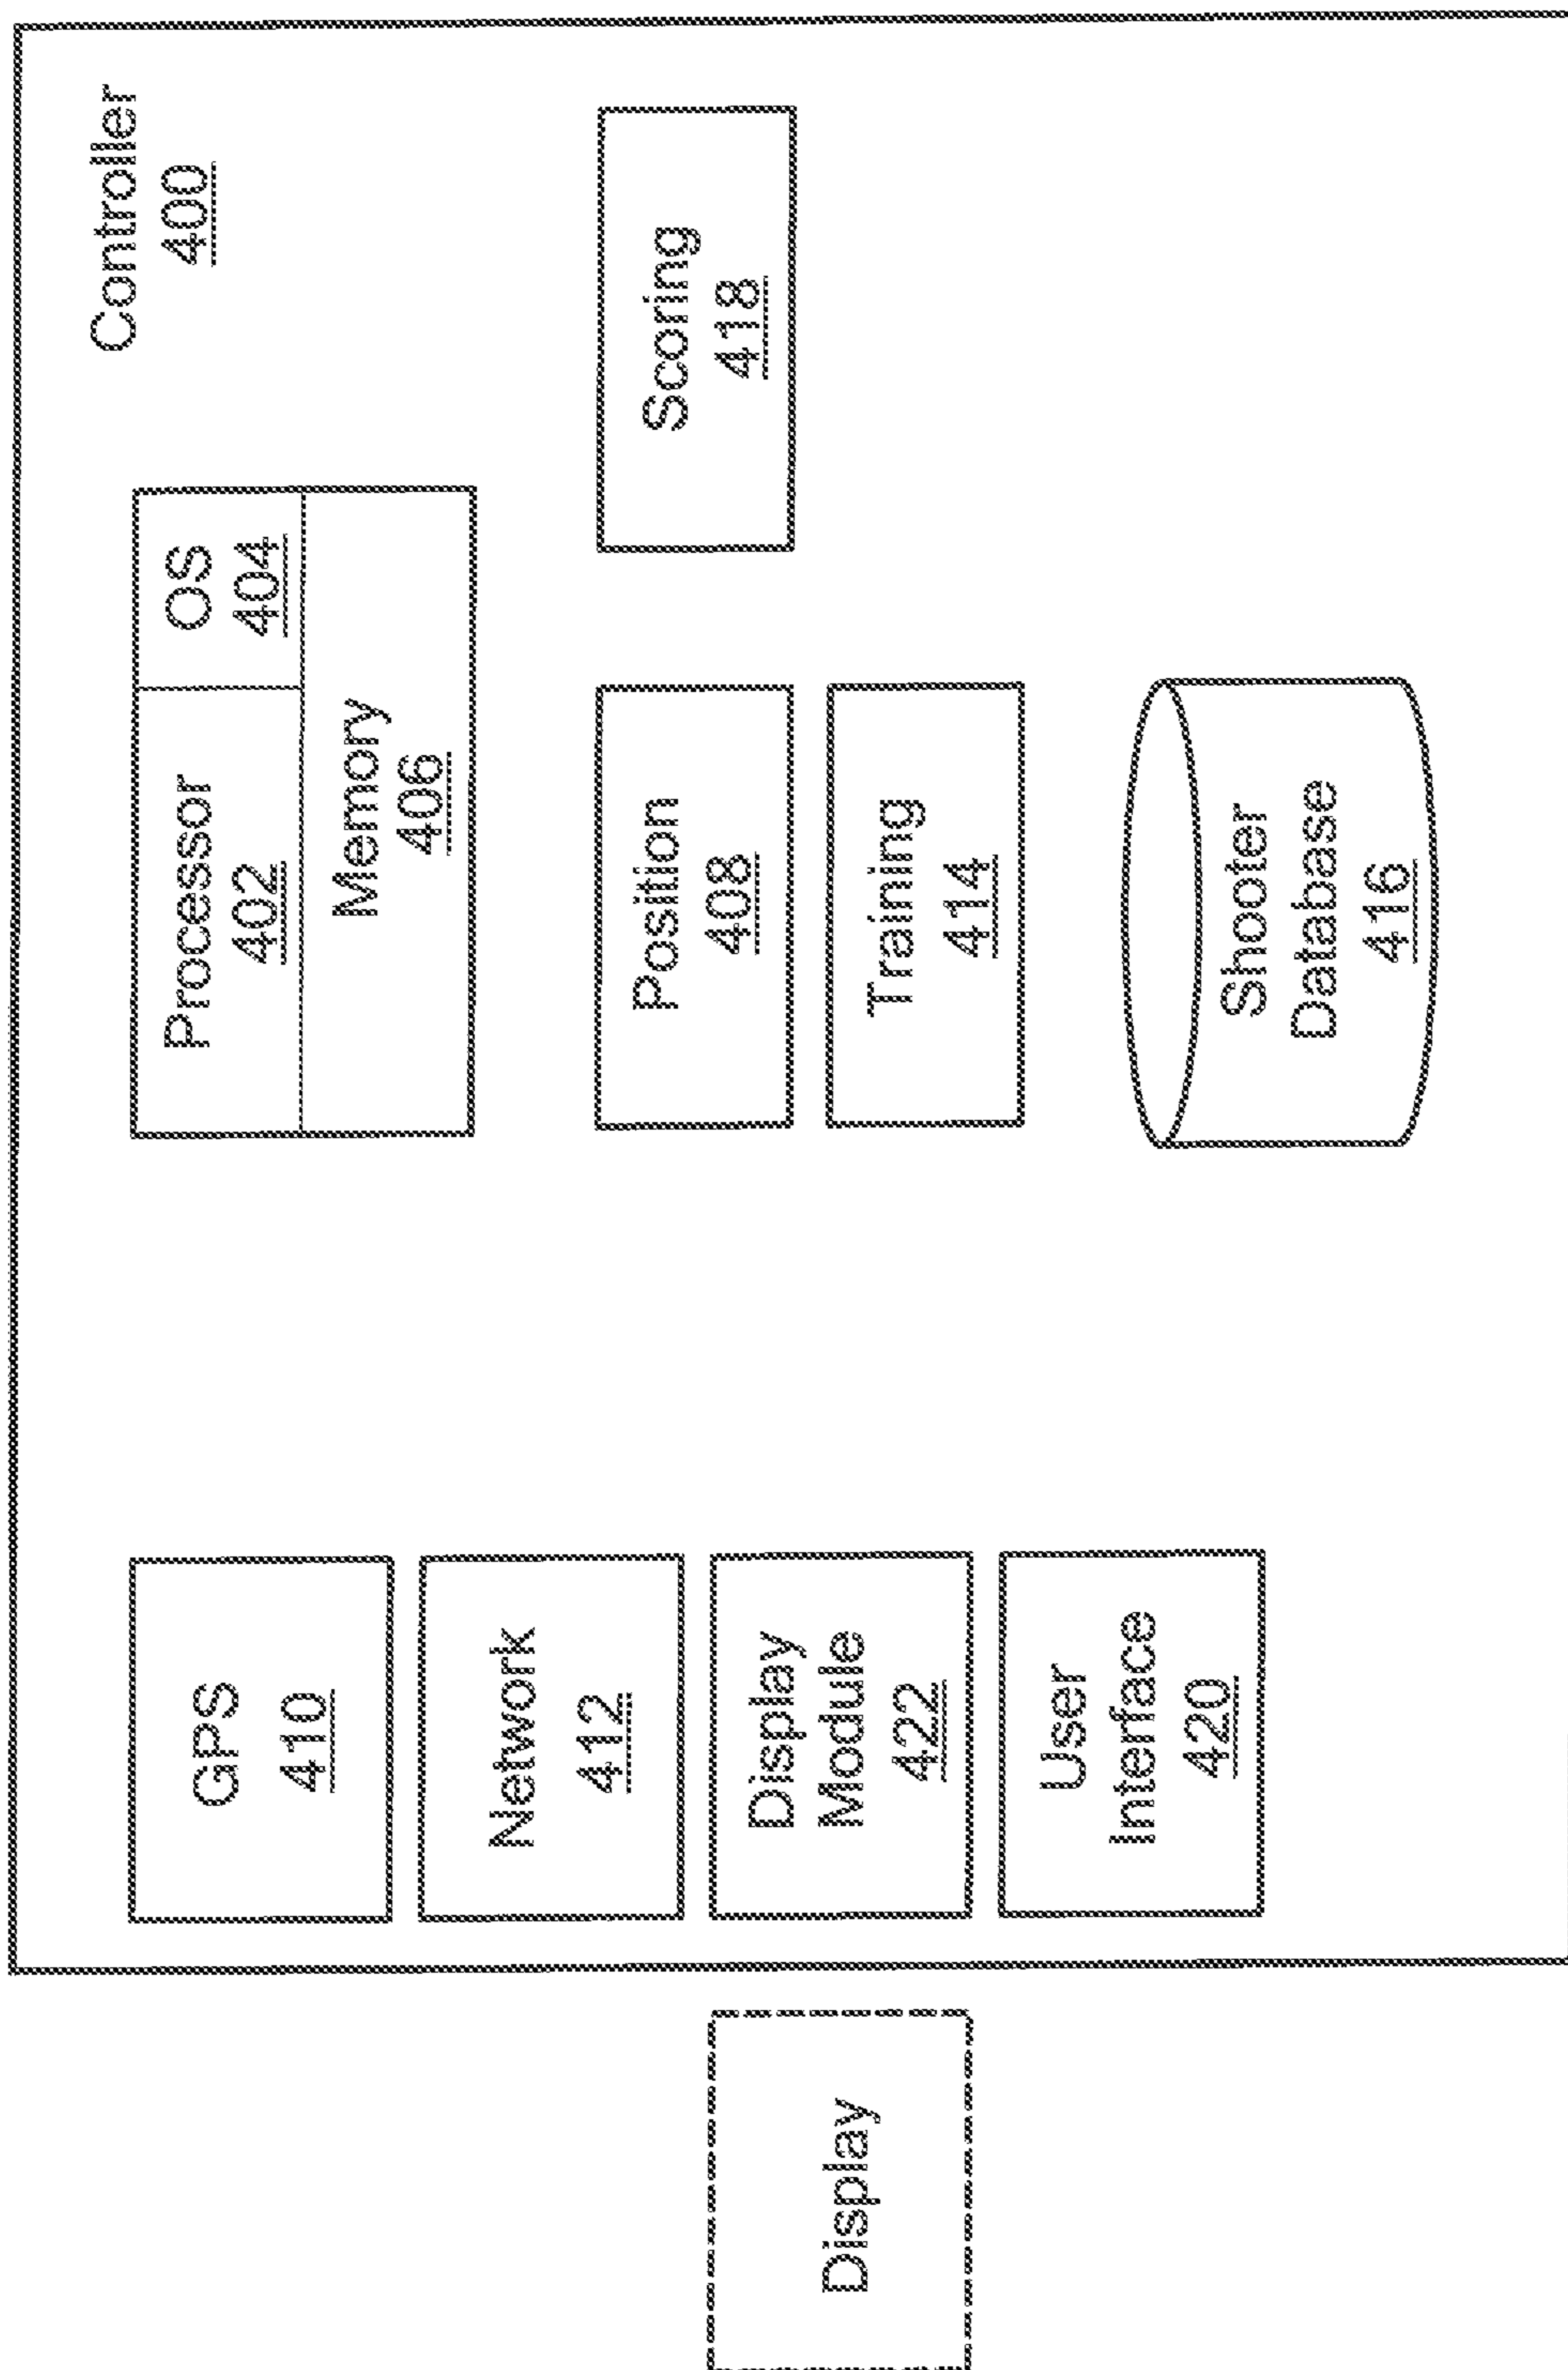 Controller
400
Processor
402
OS
404
Memory
406
GPS
410
Network
412
Display
Module
422
User
Interface
420
Position
408
Training
414
Scoring
418
Shooter
Database
416
Display